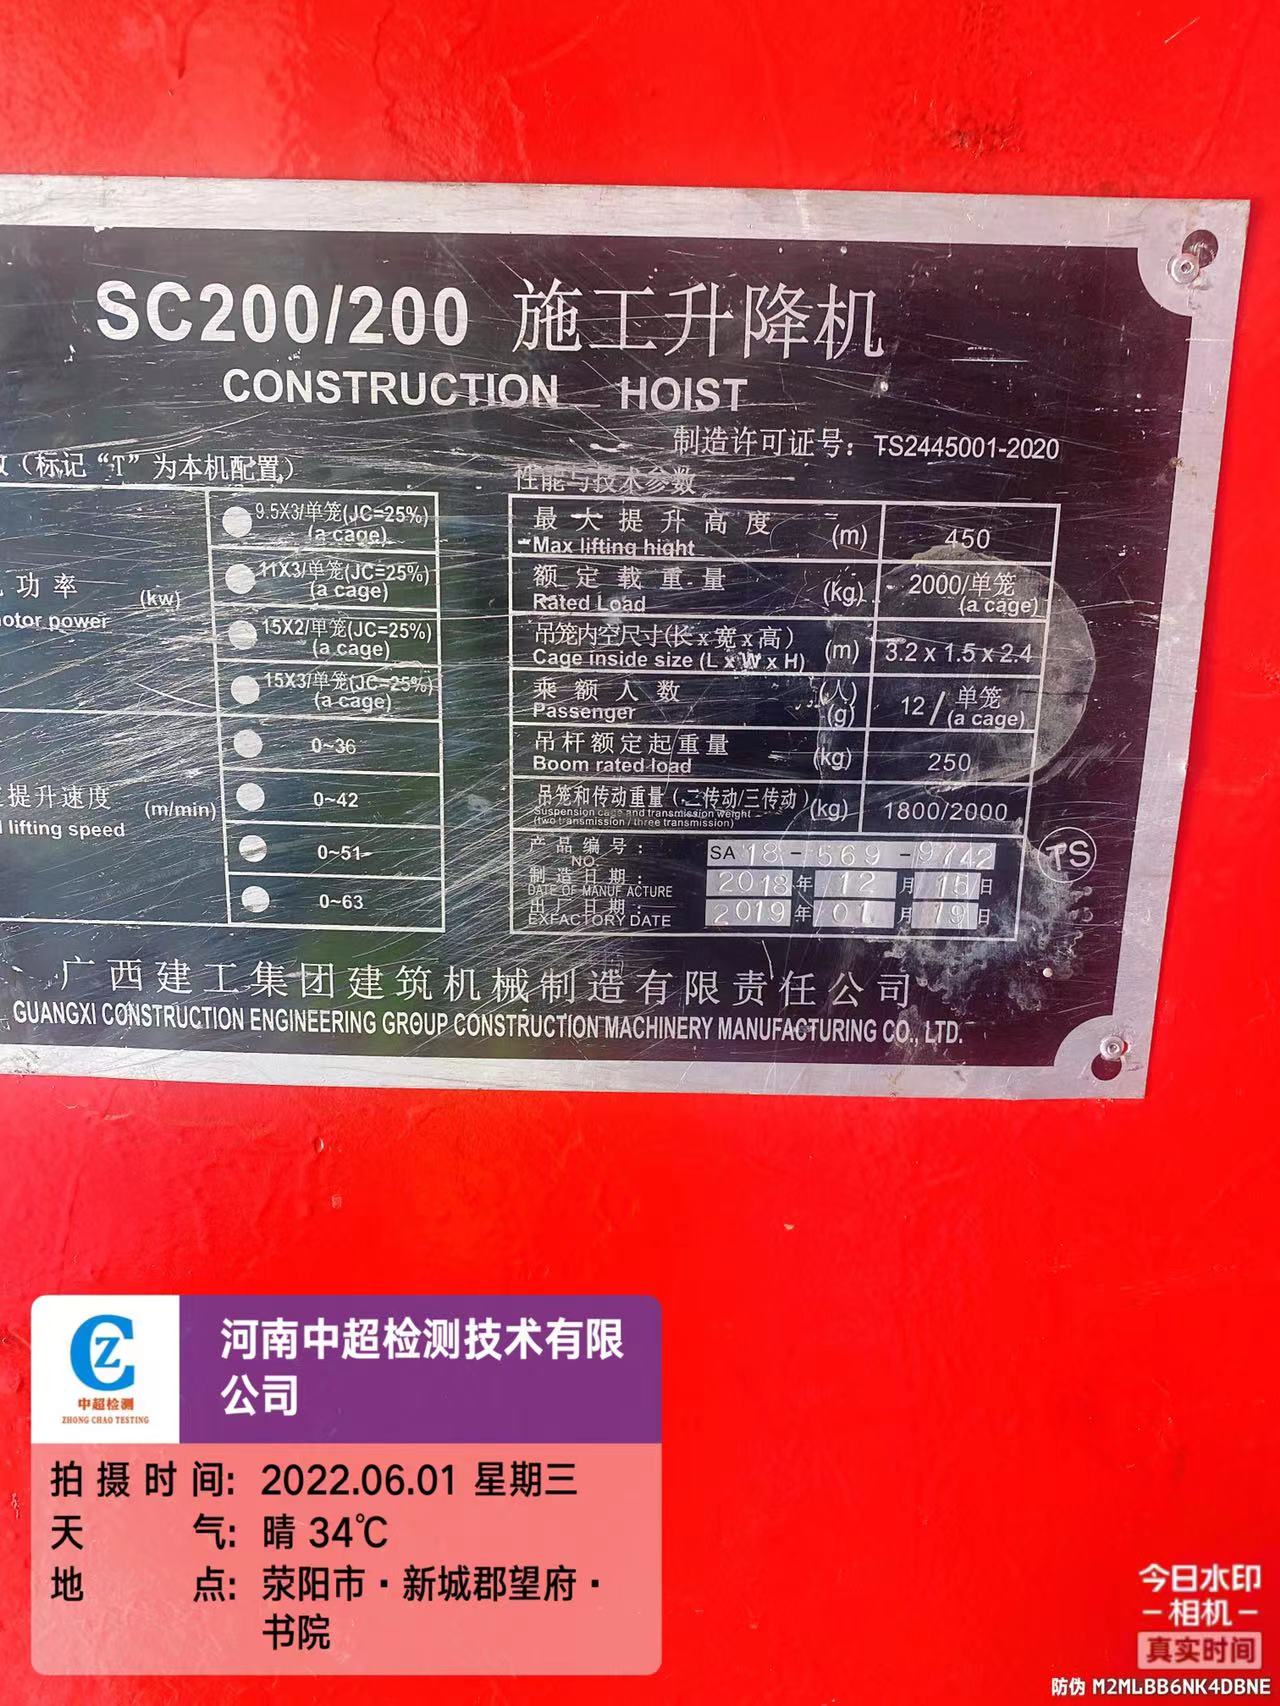 SC200/200 施工升降机
CONSTRUCTION HOIST
制造许可证号：TS2445001-2020
（标记“T”为本机配置）
性能与技术参数
功率 (kw)
motor power
9.5X3/单笼(JC=25%)
(a cage)
11X3/单笼(JC=25%)
(a cage)
15X2/单笼(JC=25%)
(a cage)
15X3/单笼(JC=25%)
(a cage)
提升速度 (m/min)
lifting speed
0~36
0~42
0~51
0~63
最大提升高度 (m) 450
Max lifting hight
额定载重量 (kg) 2000/单笼
Rated Load (a cage)
吊笼内空尺寸(长x宽x高) (m) 3.2 x 1.5 x 2.4
Cage inside size (L x W x H)
乘额人数 (人) 12/单笼
Passenger (g) (a cage)
吊杆额定起重量 (kg) 250
Boom rated load
吊笼和传动重量(二传动/三传动) (kg) 1800/2000
Suspension cage and transmission weight
(two transmission / three transmission)
产品编号： SA 18-569-9742
NO.
制造日期： 2018年12月15日
DATE OF MANUFACTURE
出厂日期： 2019年01月19日
EXFACTORY DATE
TS
广西建工集团建筑机械制造有限责任公司
GUANGXI CONSTRUCTION ENGINEERING GROUP CONSTRUCTION MACHINERY MANUFACTURING CO., LTD.
CZ
中超检测
ZHONG CHAO TESTING
河南中超检测技术有限
公司
拍摄时间: 2022.06.01 星期三
天气: 晴 34℃
地点: 荥阳市·新城郡望府·
书院
今日水印
-相机-
真实时间
防伪 M2MLBB6NK4DBNE